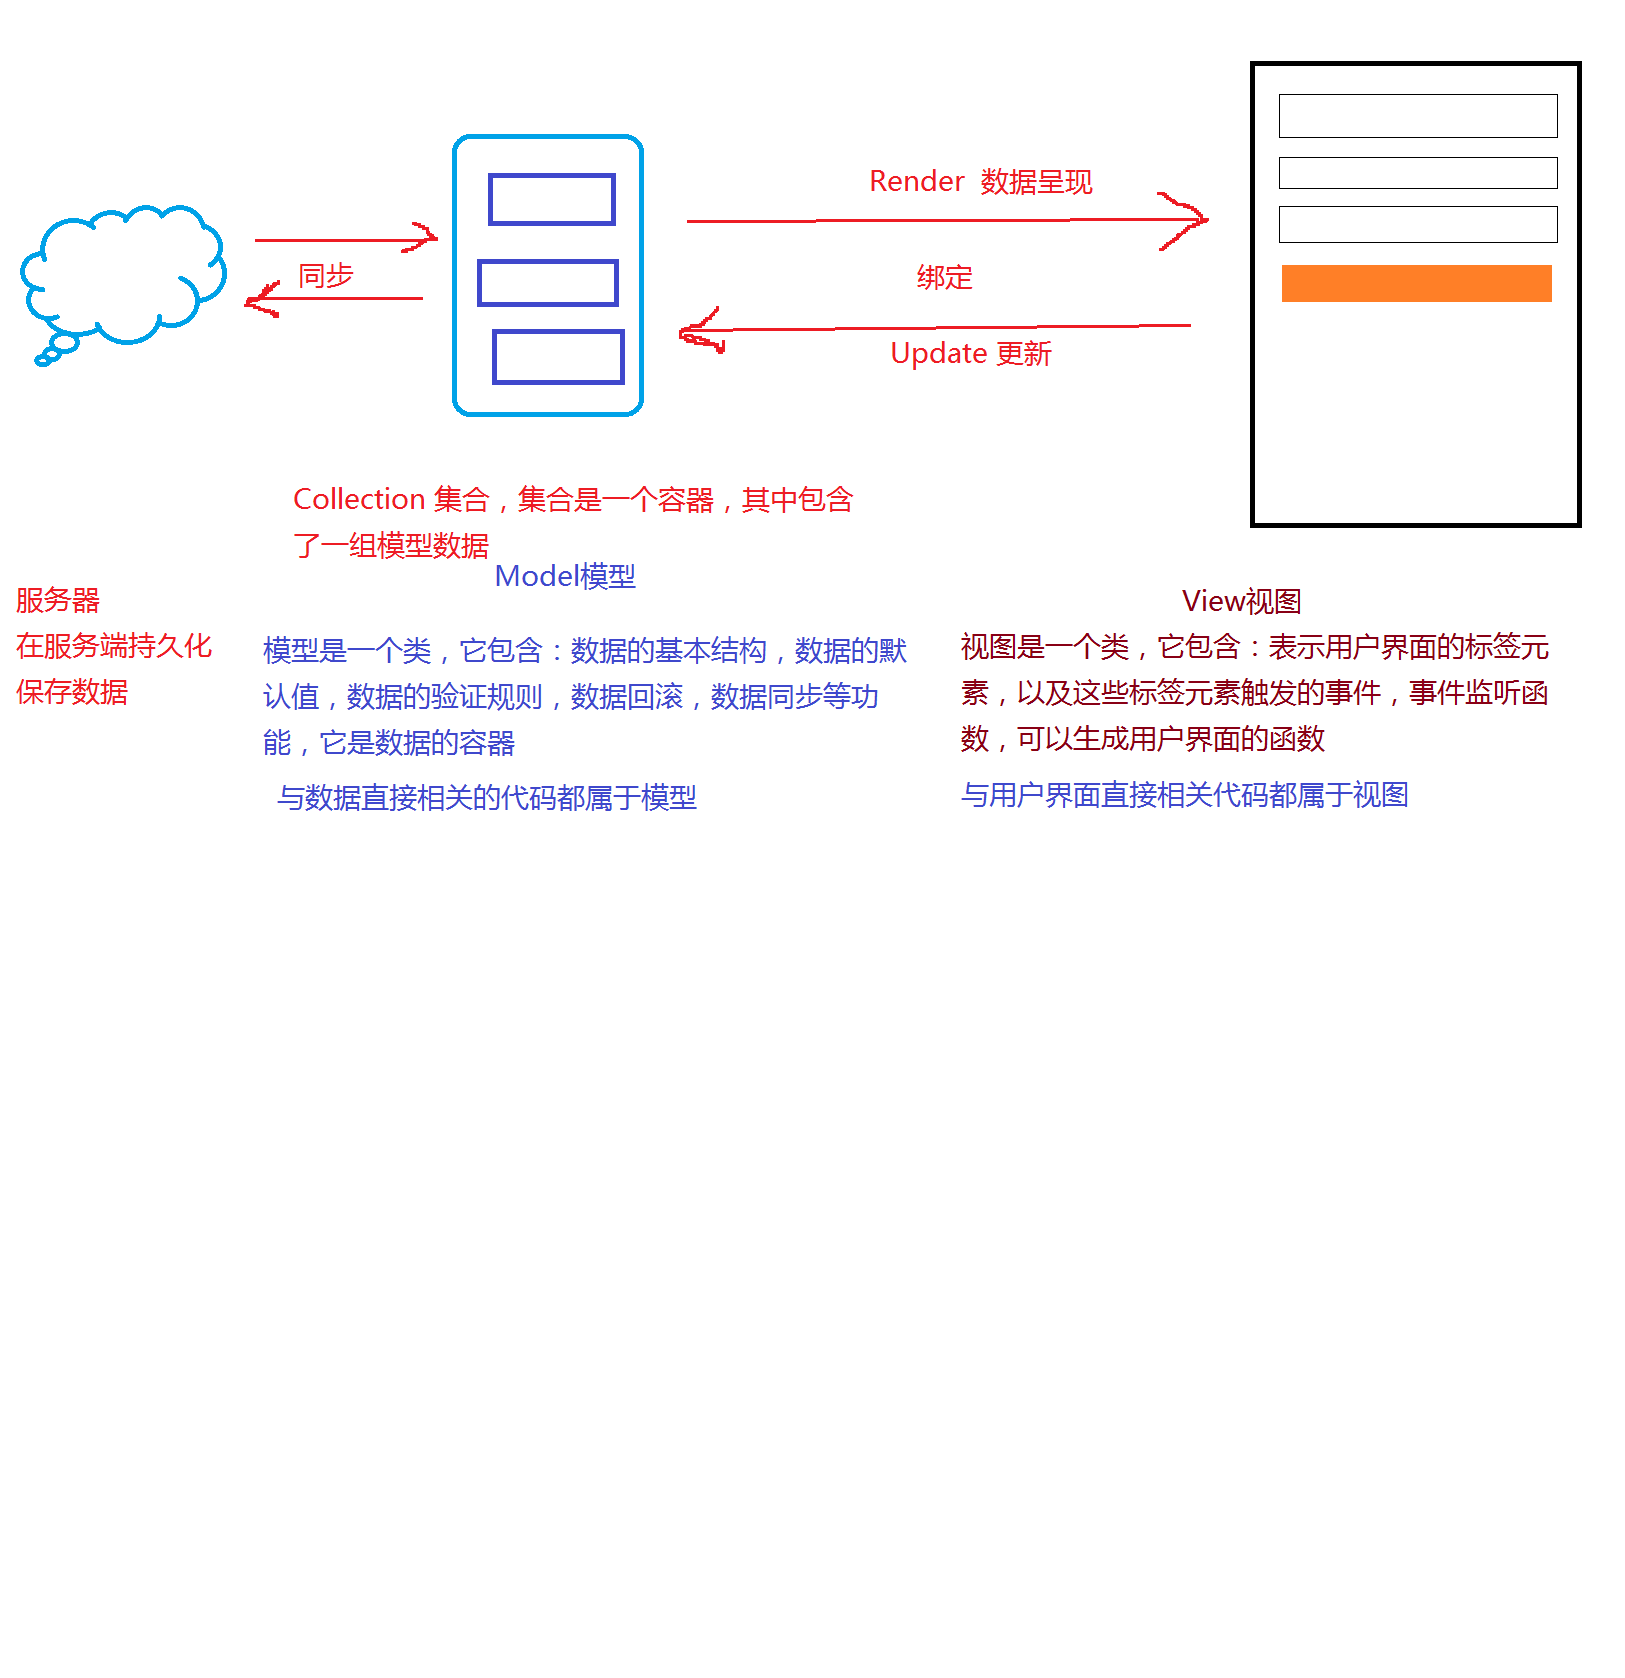 Render 数据呈现
同步
绑定
Update 更新
Collection 集合，集合是一个容器，其中包含
了一组模型数据
Model模型
服务器
在服务端持久化
保存数据
模型是一个类，它包含：数据的基本结构，数据的默
认值，数据的验证规则，数据回滚，数据同步等功
能，它是数据的容器
与数据直接相关的代码都属于模型
View视图
视图是一个类，它包含：表示用户界面的标签元
素，以及这些标签元素触发的事件，事件监听函
数，可以生成用户界面的函数
与用户界面直接相关代码都属于视图